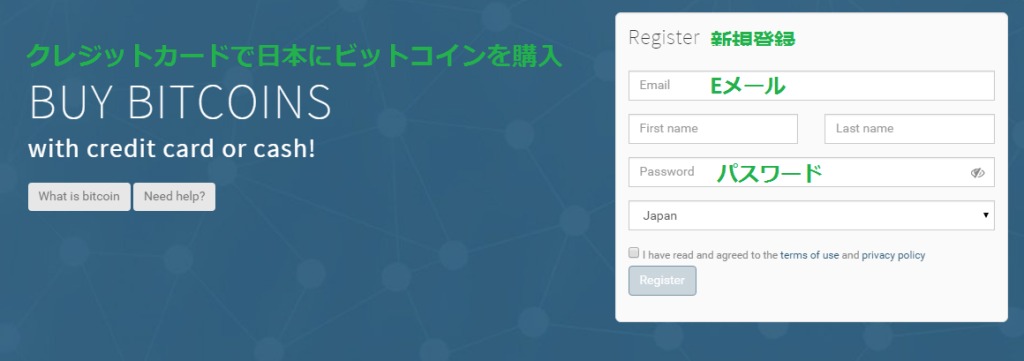 クレジットカードで日本にビットコインを購入
BUY BITCOINS
with credit card or cash!
What is bitcoin
Need help?
Register 新規登録
Email Eメール
First name
Last name
Password パスワード
Japan
I have read and agreed to the terms of use and privacy policy
Register